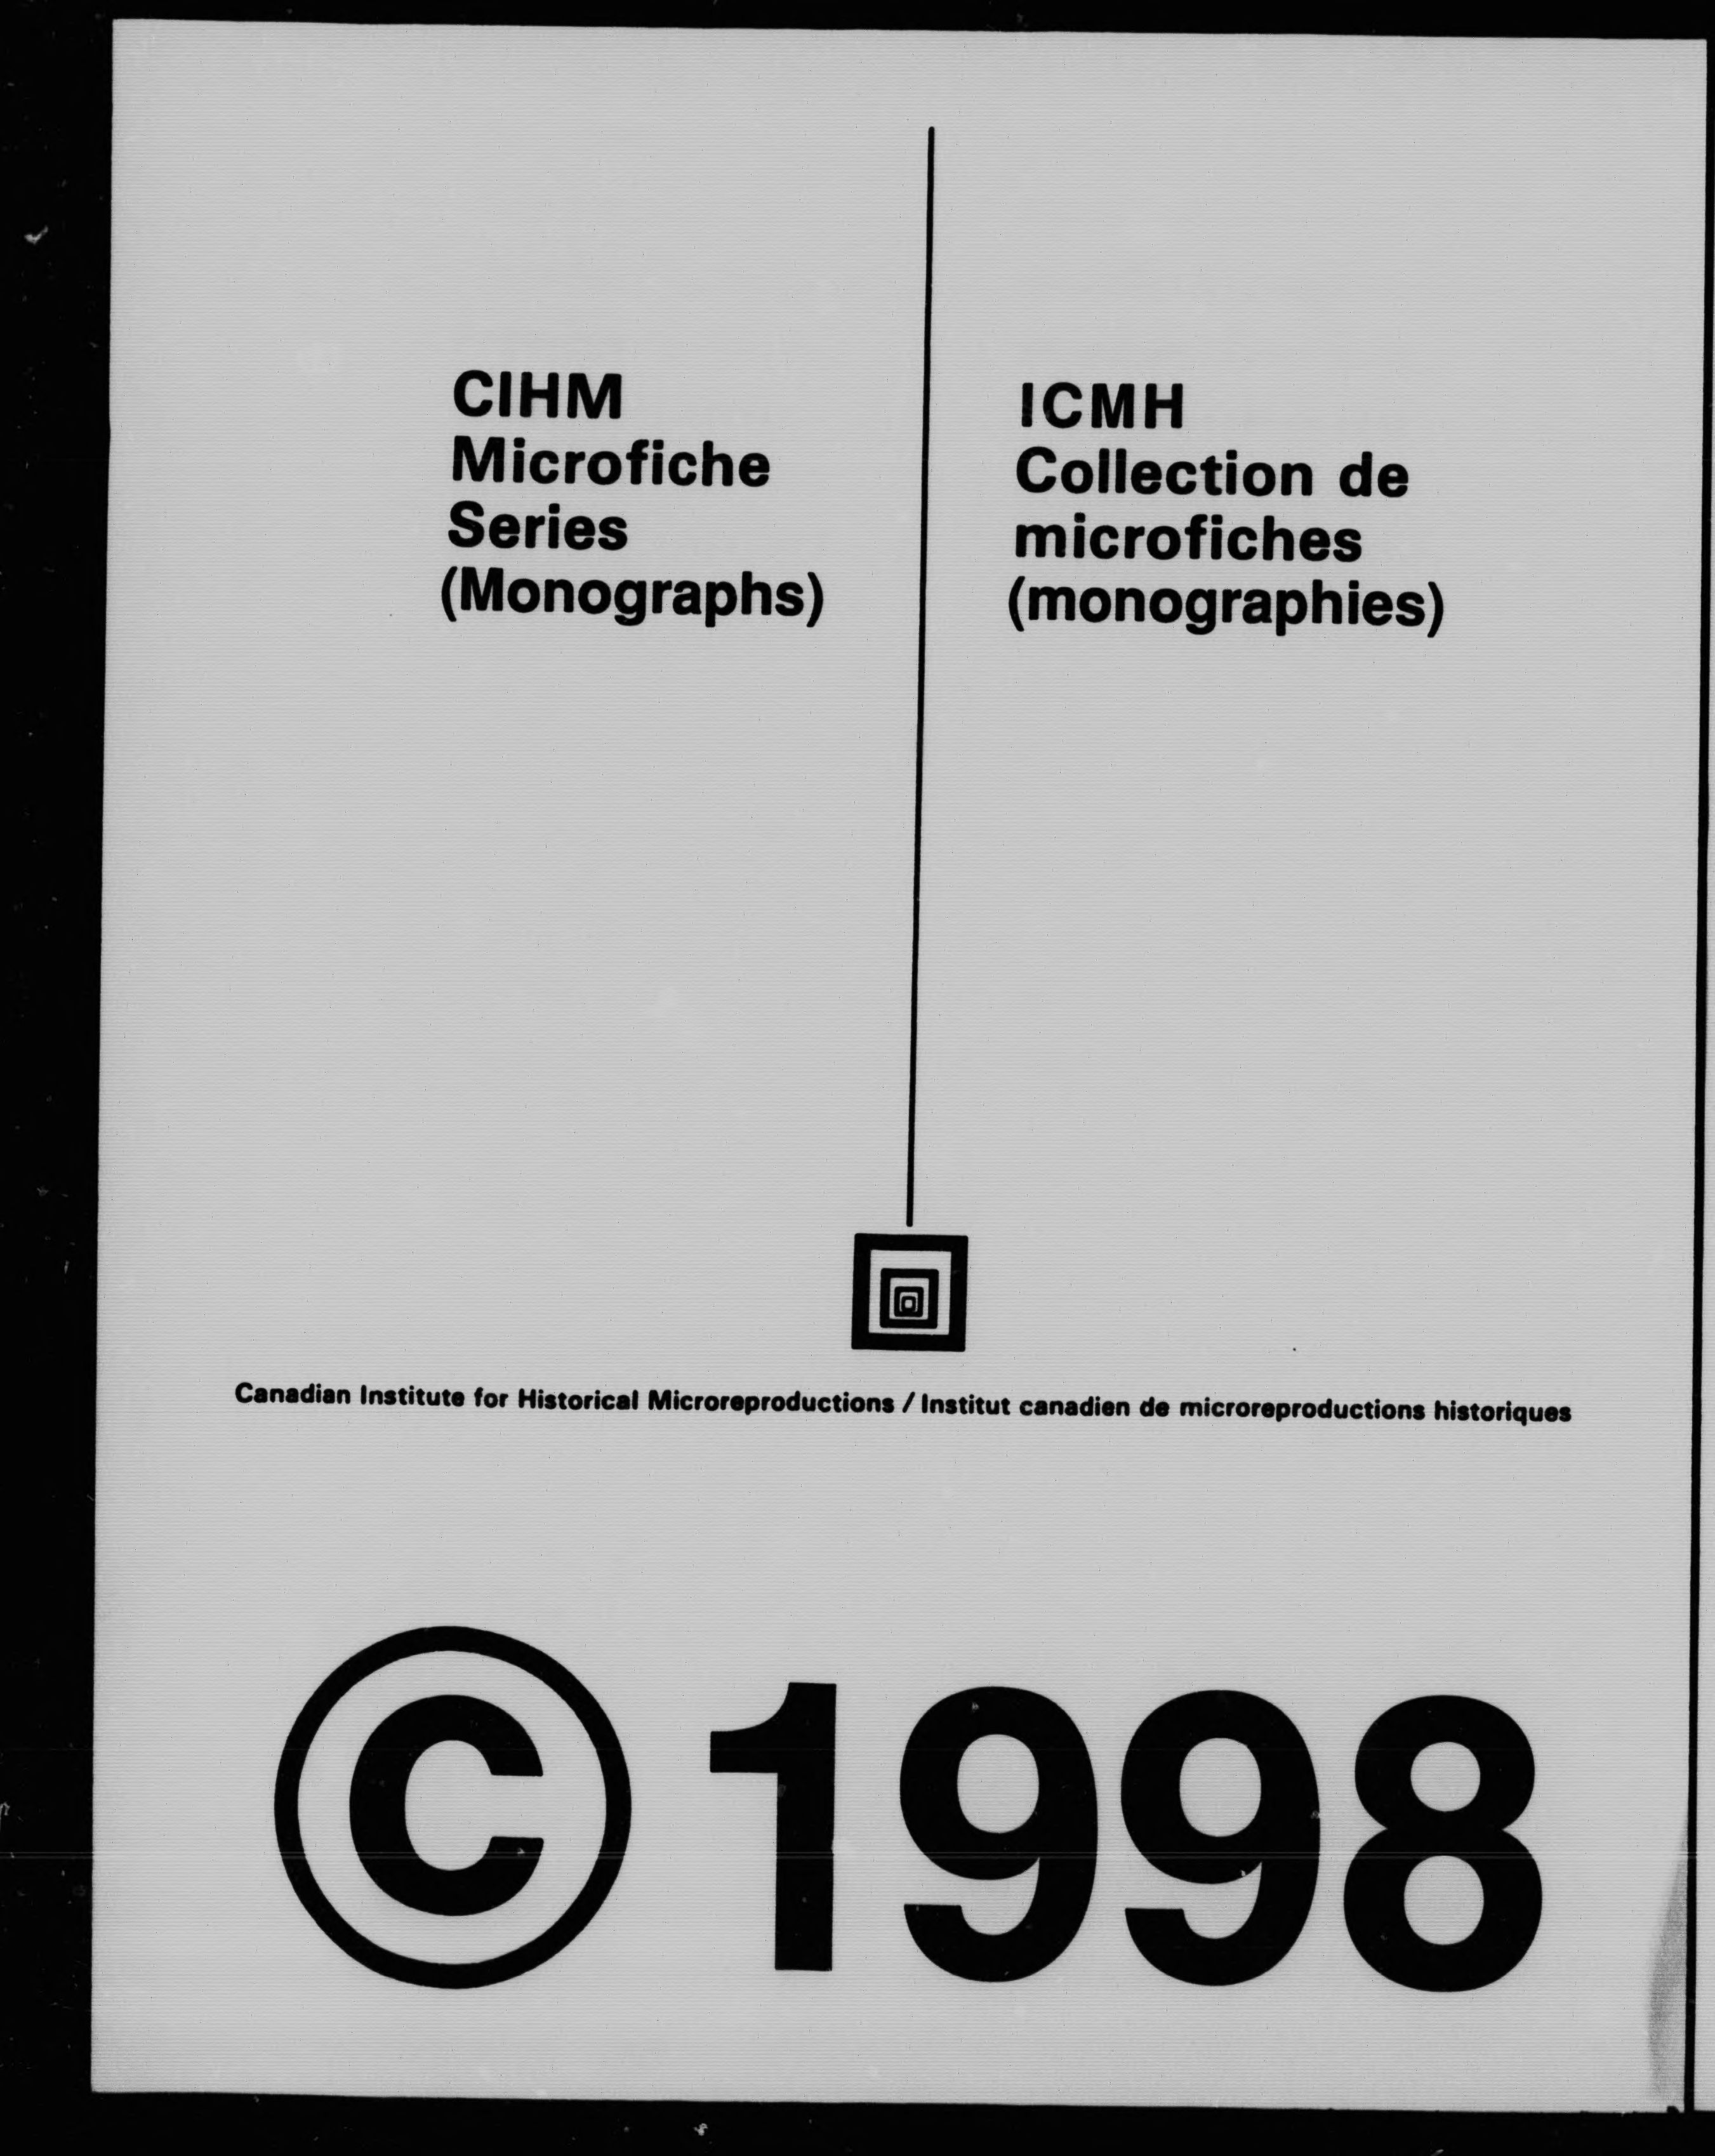 CIHM
Microfiche
Series
(Monographs)
ICMH
Collection de
microfiches
(monographies)
Canadian Institute for Historical Microreproductions / Institut canadien de microreproductions historiques
© 1998